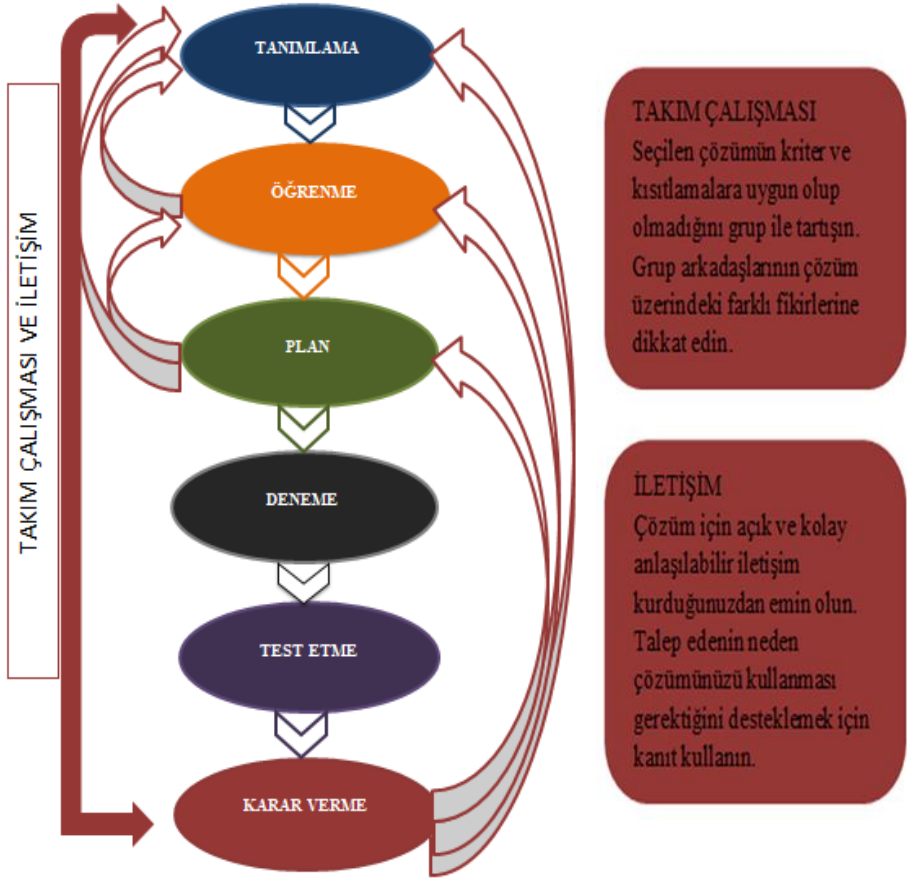 TAKIM ÇALIŞMASI VE İLETİŞİM
TANIMLAMA
ÖĞRENME
PLAN
DENEME
TEST ETME
KARAR VERME
TAKIM ÇALIŞMASI
Seçilen çözümün kriter ve
kısıtlamalara uygun olup
olmadığını grup ile tartışın.
Grup arkadaşlarının çözüm
üzerindeki farklı fikirlerine
dikkat edin.
İLETİŞİM
Çözüm için açık ve kolay
anlaşılabilir iletişim
kurduğunuzdan emin olun.
Talep edenin neden
çözümünüzü kullanması
gerektiğini desteklemek için
kanıt kullanın.